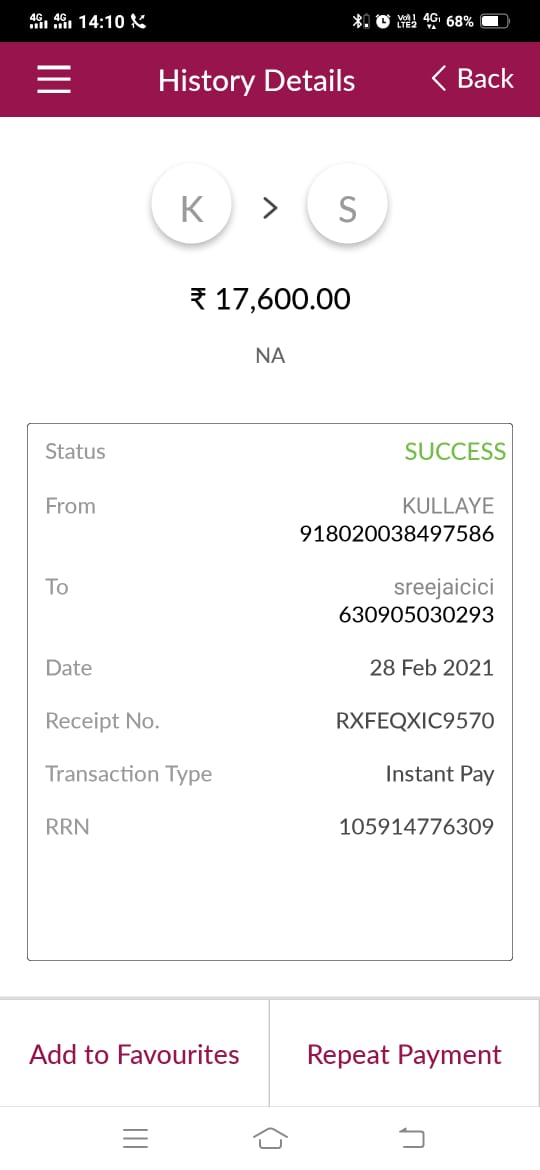 4G 4G 14:10 VoI 1 LTE2 4G 68%
History Details Back
K > S
₹ 17,600.00
NA
Status SUCCESS
From KULLAYE
918020038497586
To sreejaicici
630905030293
Date 28 Feb 2021
Receipt No. RXFEQXIC9570
Transaction Type Instant Pay
RRN 105914776309
Add to Favourites Repeat Payment